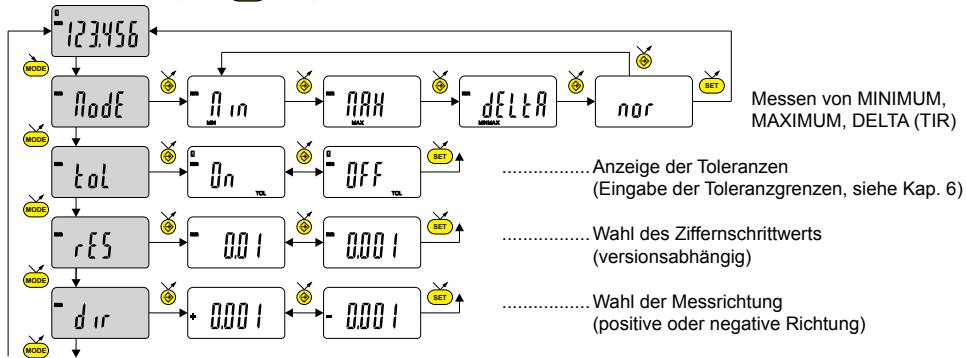 123.456
MODE
ModE
Min
MIN
MAX
MAX
dELtA
MINMAX
nor
SET
Messen von MINIMUM,
MAXIMUM, DELTA (TIR)
MODE
toL
On
TOL
OFF
TOL
SET
.................Anzeige der Toleranzen
(Eingabe der Toleranzgrenzen, siehe Kap. 6)
MODE
rES
0.01
0.001
SET
.................Wahl des Ziffernschrittwerts
(versionsabhängig)
MODE
dir
+ 0.001
- 0.001
SET
.................Wahl der Messrichtung
(positive oder negative Richtung)
MODE